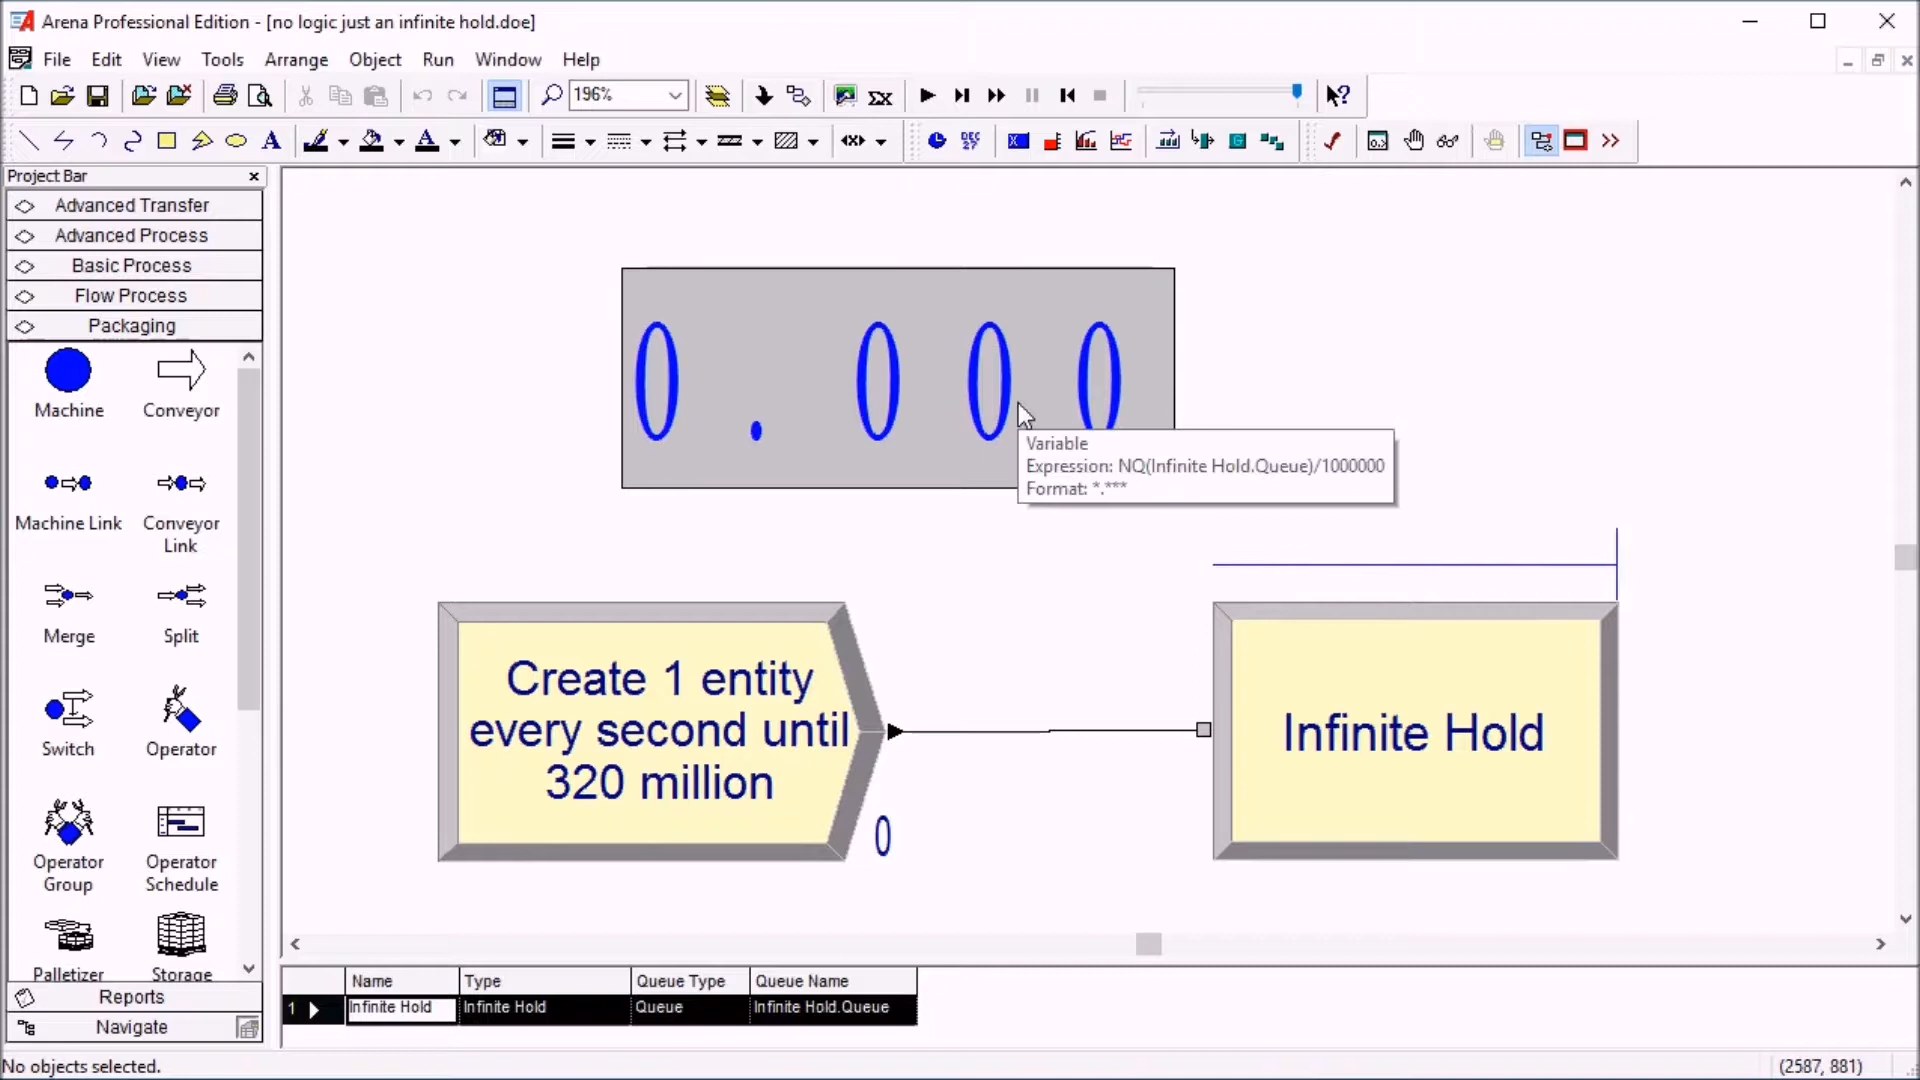 Arena Professional Edition - [no logic just an infinite hold.doe]
File Edit View Tools Arrange Object Run Window Help
196%
Project Bar
Advanced Transfer
Advanced Process
Basic Process
Flow Process
Packaging
Machine
Conveyor
Machine Link
Conveyor
Link
Merge
Split
Switch
Operator
Operator
Group
Operator
Schedule
Palletizer
Storage
Reports
Navigate
0.000
Variable
Expression: NQ(Infinite Hold.Queue)/1000000
Format: *.***
Create 1 entity
every second until
320 million
0
Infinite Hold
Name Type Queue Type Queue Name
1 Infinite Hold Infinite Hold Queue Infinite Hold.Queue
No objects selected.
(2587, 881)